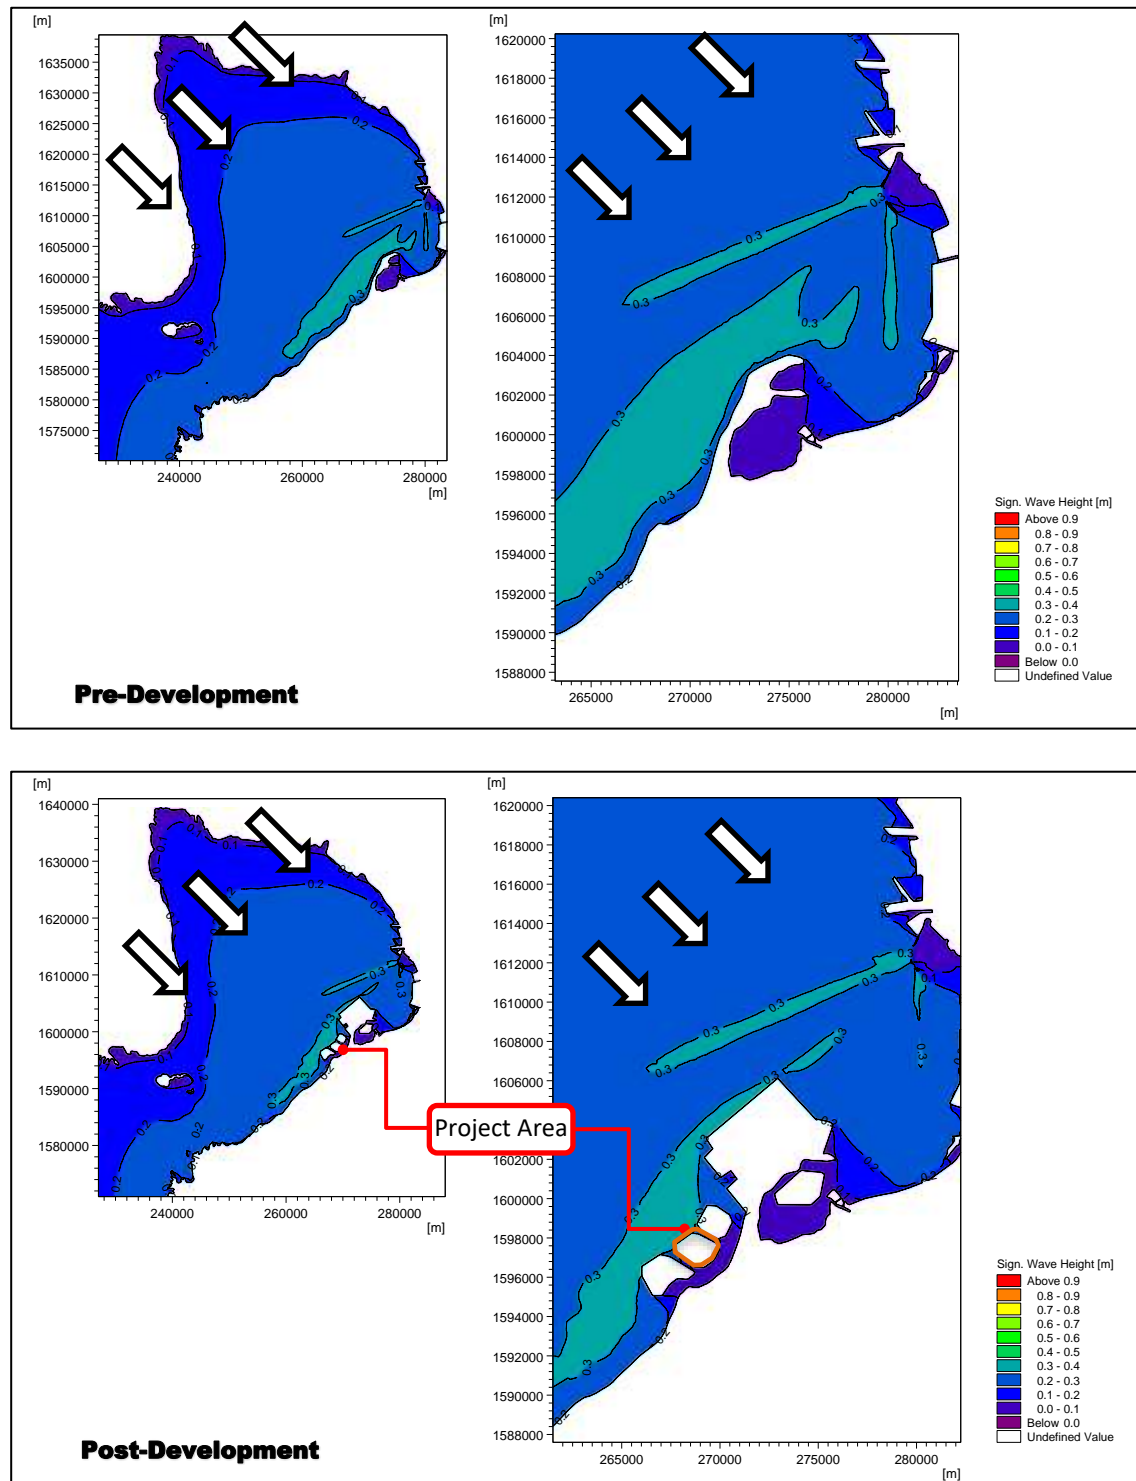 [m]
[m]
1635000
1630000
1625000
1620000
1615000
1610000
1605000
1600000
1595000
1590000
1585000
1580000
1575000
240000
260000
280000
[m]
1620000
1618000
1616000
1614000
1612000
1610000
1608000
1606000
1604000
1602000
1600000
1598000
1596000
1594000
1592000
1590000
1588000
265000
270000
275000
280000
[m]
Sign. Wave Height [m]
Above 0.9
0.8 - 0.9
0.7 - 0.8
0.6 - 0.7
0.5 - 0.6
0.4 - 0.5
0.3 - 0.4
0.2 - 0.3
0.1 - 0.2
0.0 - 0.1
Below 0.0
Undefined Value
Pre-Development
[m]
[m]
1640000
1630000
1620000
1610000
1600000
1590000
1580000
240000
260000
280000
[m]
Project Area
1620000
1618000
1616000
1614000
1612000
1610000
1608000
1606000
1602000
1600000
1598000
1596000
1594000
1592000
1590000
1588000
265000
270000
275000
280000
[m]
Sign. Wave Height [m]
Above 0.9
0.8 - 0.9
0.7 - 0.8
0.6 - 0.7
0.5 - 0.6
0.4 - 0.5
0.3 - 0.4
0.2 - 0.3
0.1 - 0.2
0.0 - 0.1
Below 0.0
Undefined Value
Post-Development